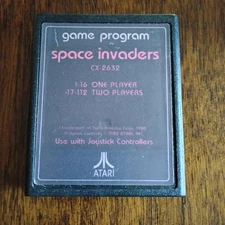 game program
space invaders
CX-2632
1-16 ONE PLAYER
17-112 TWO PLAYERS
Use with Joystick Controllers
ATARI